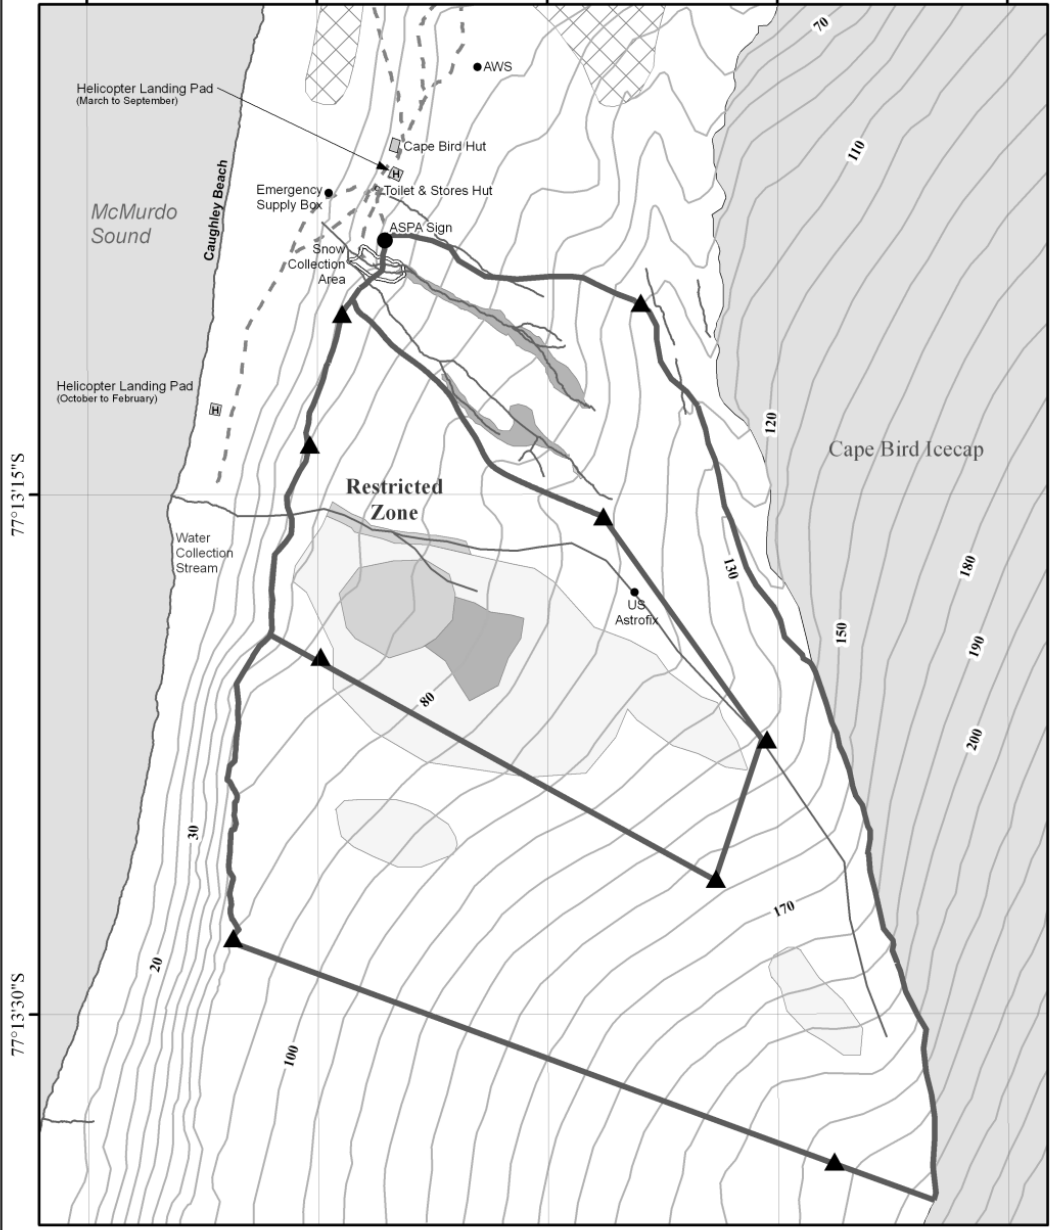 70
AWS
Helicopter Landing Pad
(March to September)
110
Cape Bird Hut
H
Toilet & Stores Hut
Emergency
Supply Box
McMurdo
Sound
Caughley Beach
ASPA Sign
Snow
Collection
Area
Helicopter Landing Pad
(October to February)
H
120
Cape Bird Icecap
77°13'15"S
Restricted
Zone
Water
Collection
Stream
130
180
US
Astrofix
150
190
80
200
30
170
20
77°13'30"S
100